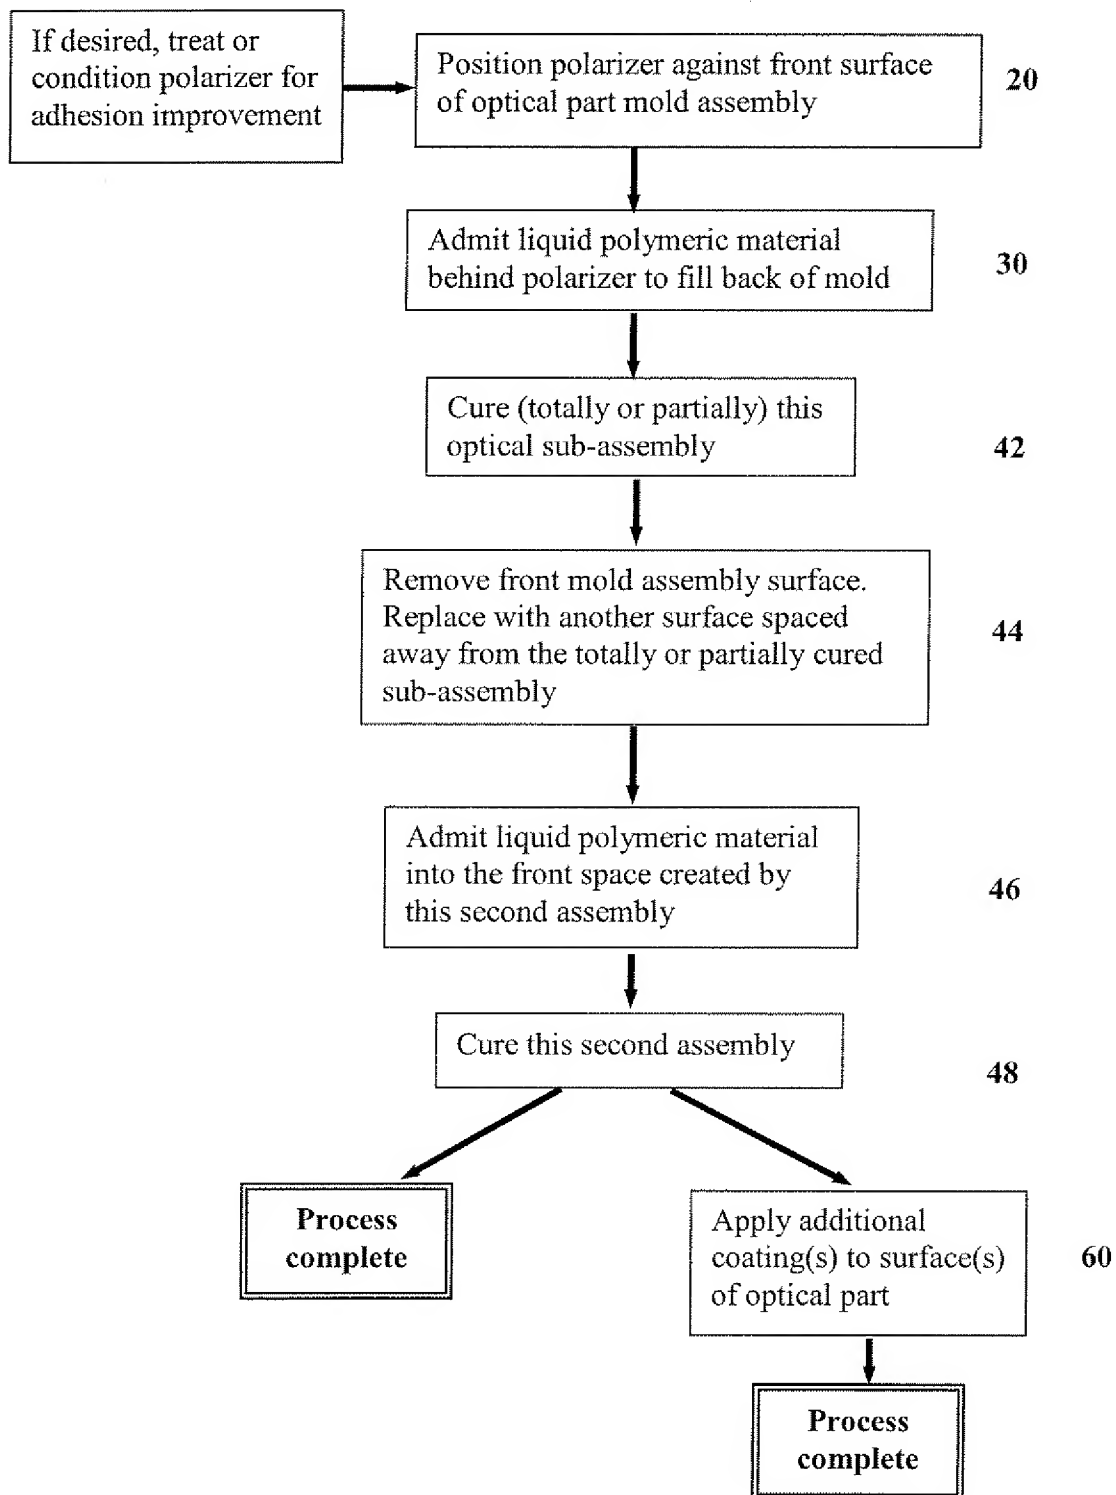 If desired, treat or
condition polarizer for
adhesion improvement
Position polarizer against front surface
of optical part mold assembly
20
Admit liquid polymeric material
behind polarizer to fill back of mold
30
Cure (totally or partially) this
optical sub-assembly
42
Remove front mold assembly surface.
Replace with another surface spaced
away from the totally or partially cured
sub-assembly
44
Admit liquid polymeric material
into the front space created by
this second assembly
46
Cure this second assembly
48
Process
complete
Apply additional
coating(s) to surface(s)
of optical part
60
Process
complete